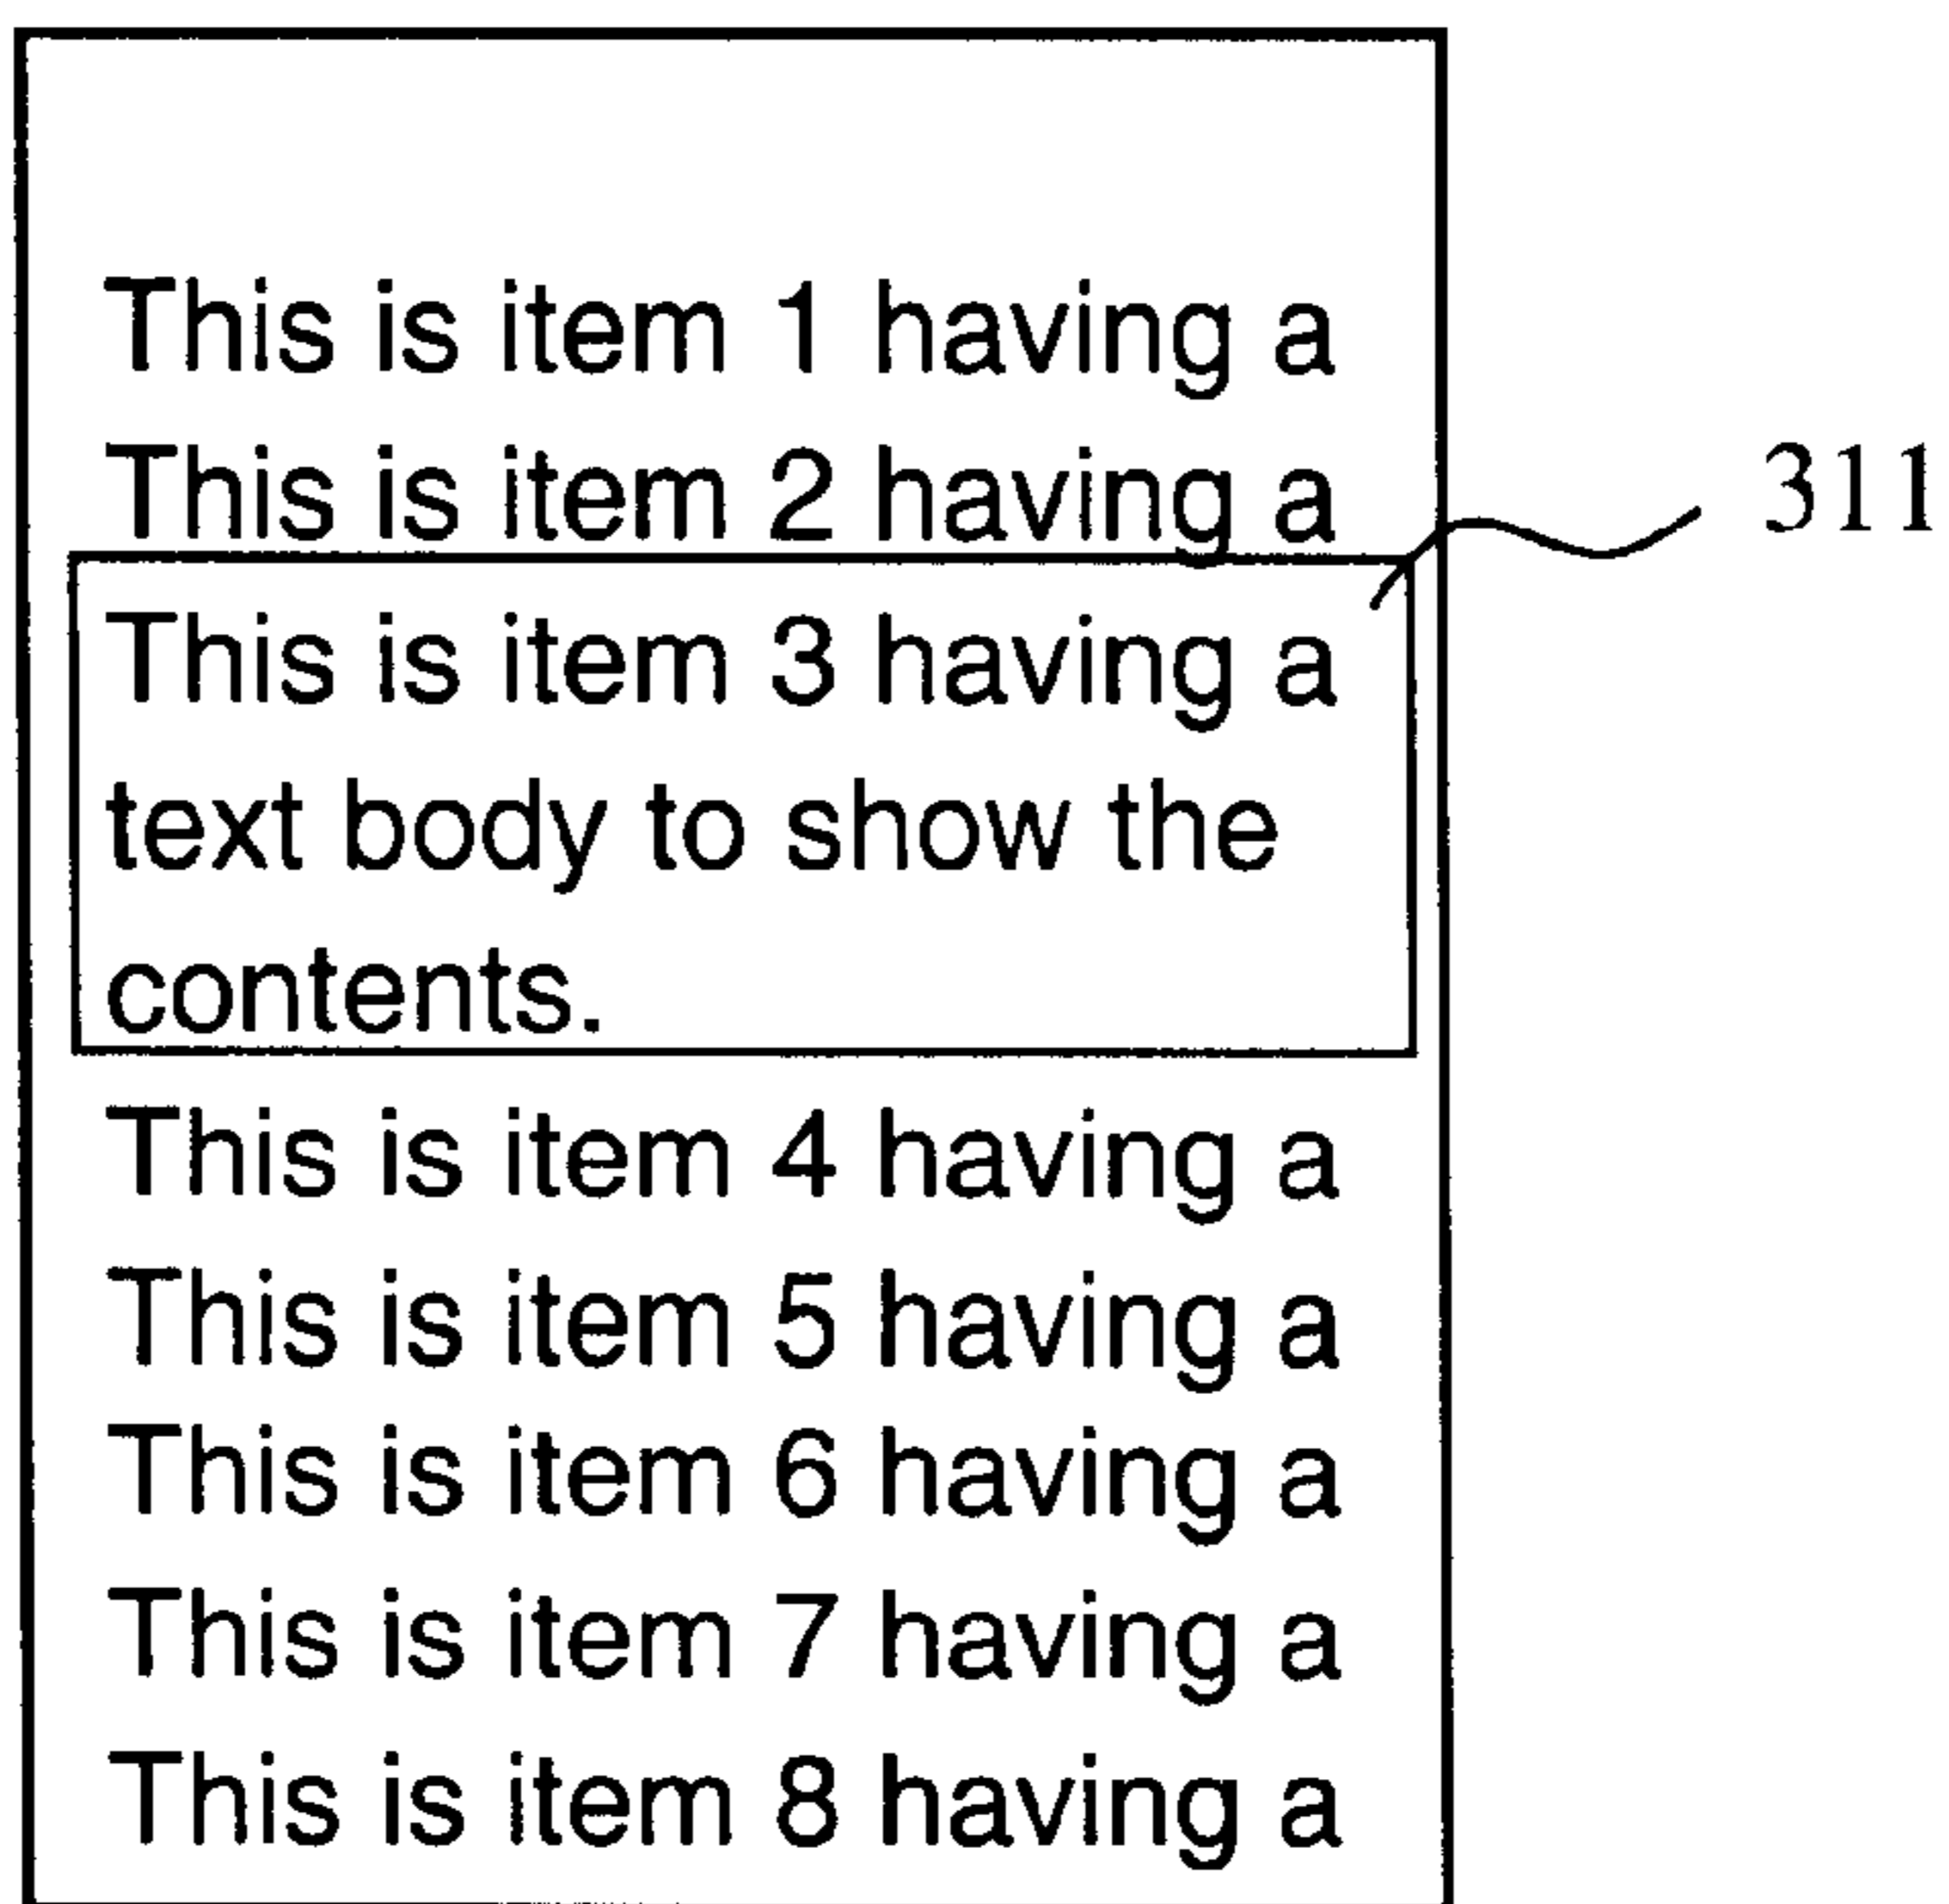 This is item 1 having a
This is item 2 having a
311
This is item 3 having a
text body to show the
contents.
This is item 4 having a
This is item 5 having a
This is item 6 having a
This is item 7 having a
This is item 8 having a